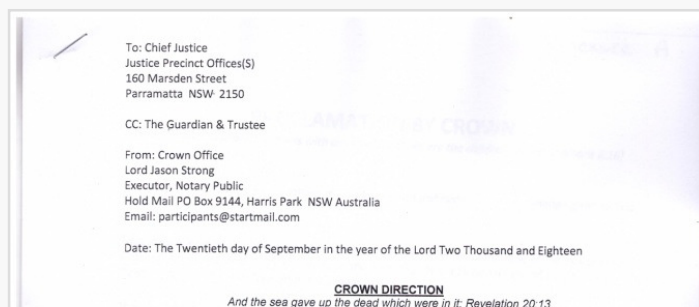 To: Chief Justice
Justice Precinct Offices(S)
160 Marsden Street
Parramatta NSW 2150
CC: The Guardian & Trustee
From: Crown Office
Lord Jason Strong
Executor, Notary Public
Hold Mail PO Box 9144, Harris Park NSW Australia
Email: participants@startmail.com
Date: The Twentieth day of September in the year of the Lord Two Thousand and Eighteen
CROWN DIRECTION
And the sea gave up the dead which were in it: Revelation 20:13